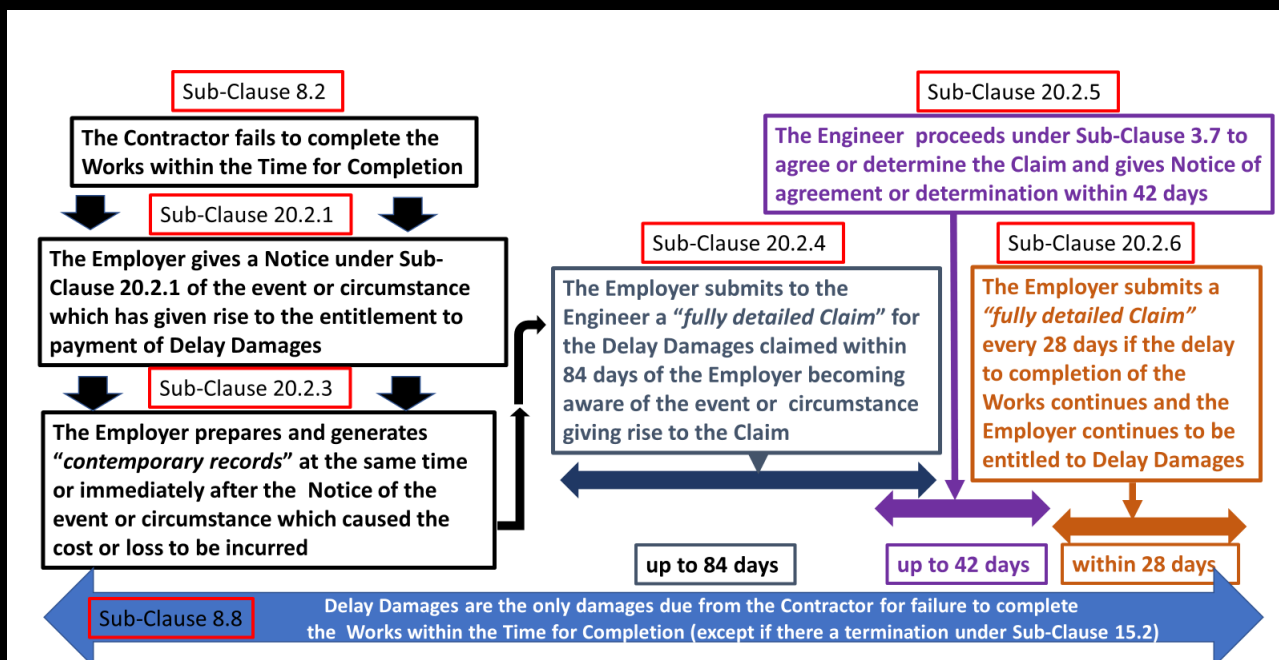 Sub-Clause 8.2
The Contractor fails to complete the
Works within the Time for Completion
Sub-Clause 20.2.1
The Employer gives a Notice under Sub-
Clause 20.2.1 of the event or circumstance
which has given rise to the entitlement to
payment of Delay Damages
Sub-Clause 20.2.3
The Employer prepares and generates
“contemporary records” at the same time
or immediately after the  Notice of the
event or circumstance which caused the
cost or loss to be incurred
Sub-Clause 20.2.4
The Employer submits to the
Engineer a “fully detailed Claim” for
the Delay Damages claimed within
84 days of the Employer becoming
aware of the event or  circumstance
giving rise to the Claim
up to 84 days
Sub-Clause 20.2.5
The Engineer  proceeds under Sub-Clause 3.7 to
agree or determine the Claim and gives Notice of
agreement or determination within 42 days
up to 42 days
Sub-Clause 20.2.6
The Employer submits a
“fully detailed Claim”
every 28 days if the delay
to completion of the
Works continues and the
Employer continues to be
entitled to Delay Damages
within 28 days
Sub-Clause 8.8
Delay Damages are the only damages due from the Contractor for failure to complete
the  Works within the Time for Completion (except if there a termination under Sub-Clause 15.2)